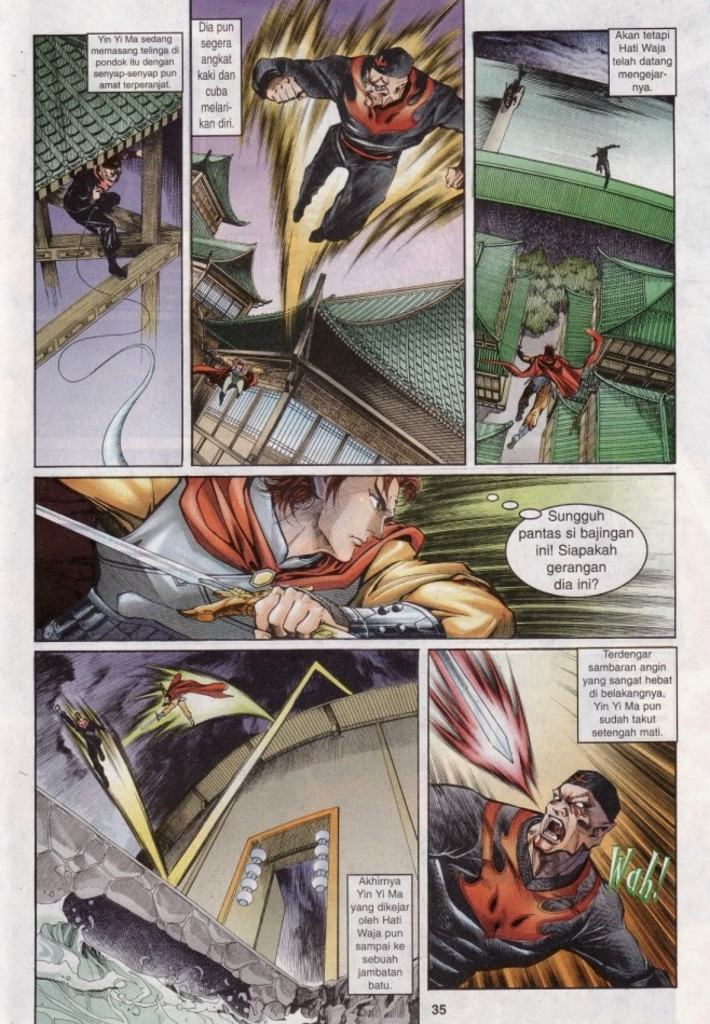 Yin Yi Ma sedang
memasang telinga di
pondok itu dengan
senyap-senyap pun
amat terperanjat.
Dia pun
segera
angkat
kaki dan
cuba
melari-
kan diri.
Akan tetapi
Hati Waja
telah datang
mengejar-
nya.
Sungguh
pantas si bajingan
ini! Siapakah
gerangan
dia ini?
Akhirnya
Yin Yi Ma
yang dikejar
oleh Hati
Waja pun
sampai ke
sebuah
jambatan
batu.
Terdengar
sambaran angin
yang sangat hebat
di belakangnya,
Yin Yi Ma pun
sudah takut
setengah mati.
Wah!
35